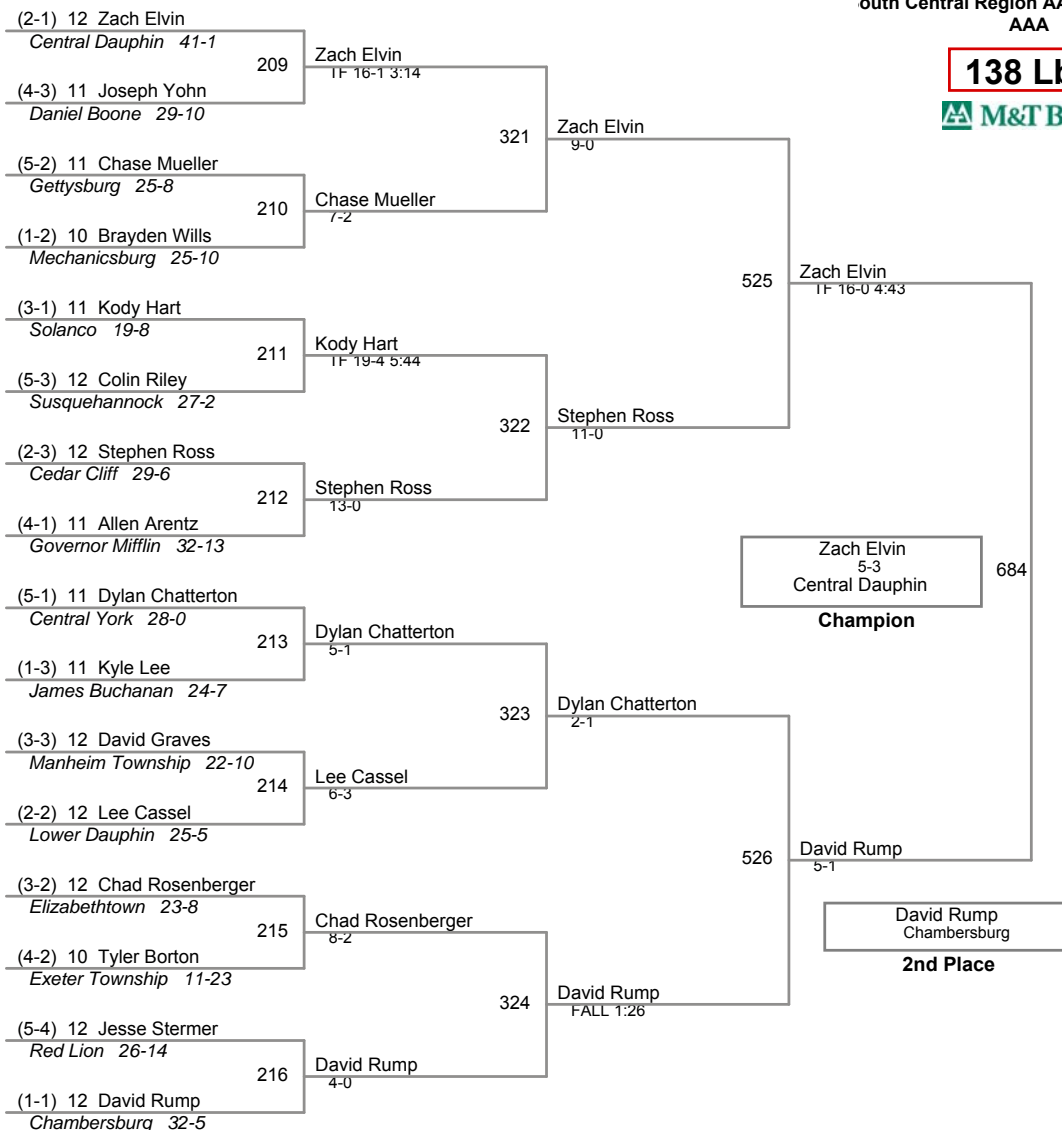 outh Central Region AA
AAA
138 Lb
M&T B
(2-1) 12 Zach Elvin
Central Dauphin 41-1
209
Zach Elvin
TF 16-1 3:14
(4-3) 11 Joseph Yohn
Daniel Boone 29-10
321
Zach Elvin
9-0
(5-2) 11 Chase Mueller
Gettysburg 25-8
210
Chase Mueller
7-2
(1-2) 10 Brayden Wills
Mechanicsburg 25-10
525
Zach Elvin
TF 16-0 4:43
(3-1) 11 Kody Hart
Solanco 19-8
211
Kody Hart
TF 19-4 5:44
(5-3) 12 Colin Riley
Susquehannock 27-2
322
Stephen Ross
11-0
(2-3) 12 Stephen Ross
Cedar Cliff 29-6
212
Stephen Ross
13-0
(4-1) 11 Allen Arentz
Governor Mifflin 32-13
Zach Elvin
5-3
Central Dauphin
684
Champion
(5-1) 11 Dylan Chatterton
Central York 28-0
213
Dylan Chatterton
5-1
(1-3) 11 Kyle Lee
James Buchanan 24-7
323
Dylan Chatterton
2-1
(3-3) 12 David Graves
Manheim Township 22-10
214
Lee Cassel
6-3
(2-2) 12 Lee Cassel
Lower Dauphin 25-5
526
David Rump
5-1
(3-2) 12 Chad Rosenberger
Elizabethtown 23-8
215
Chad Rosenberger
8-2
David Rump
Chambersburg
2nd Place
(4-2) 10 Tyler Borton
Exeter Township 11-23
324
David Rump
FALL 1:26
(5-4) 12 Jesse Stermer
Red Lion 26-14
216
David Rump
4-0
(1-1) 12 David Rump
Chambersburg 32-5